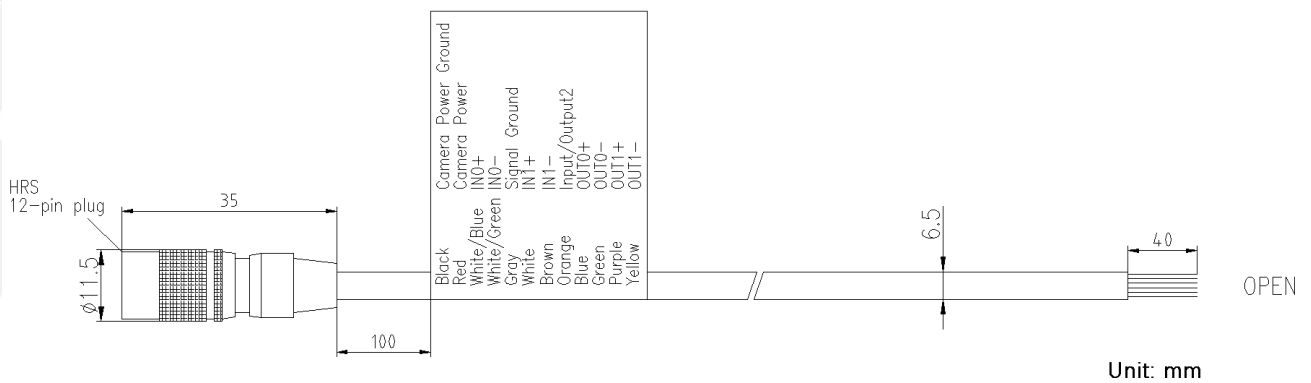 HRS
12-pin plug
35
⌀11.5
100
Black Camera Power Ground
Red Camera Power
White/Blue IN0+
White/Green IN0-
Gray Signal Ground
White IN1+
Brown IN1-
Orange Input/Output2
Blue OUT0+
Green OUT0-
Purple OUT1+
Yellow OUT1-
6.5
40
OPEN
Unit: mm